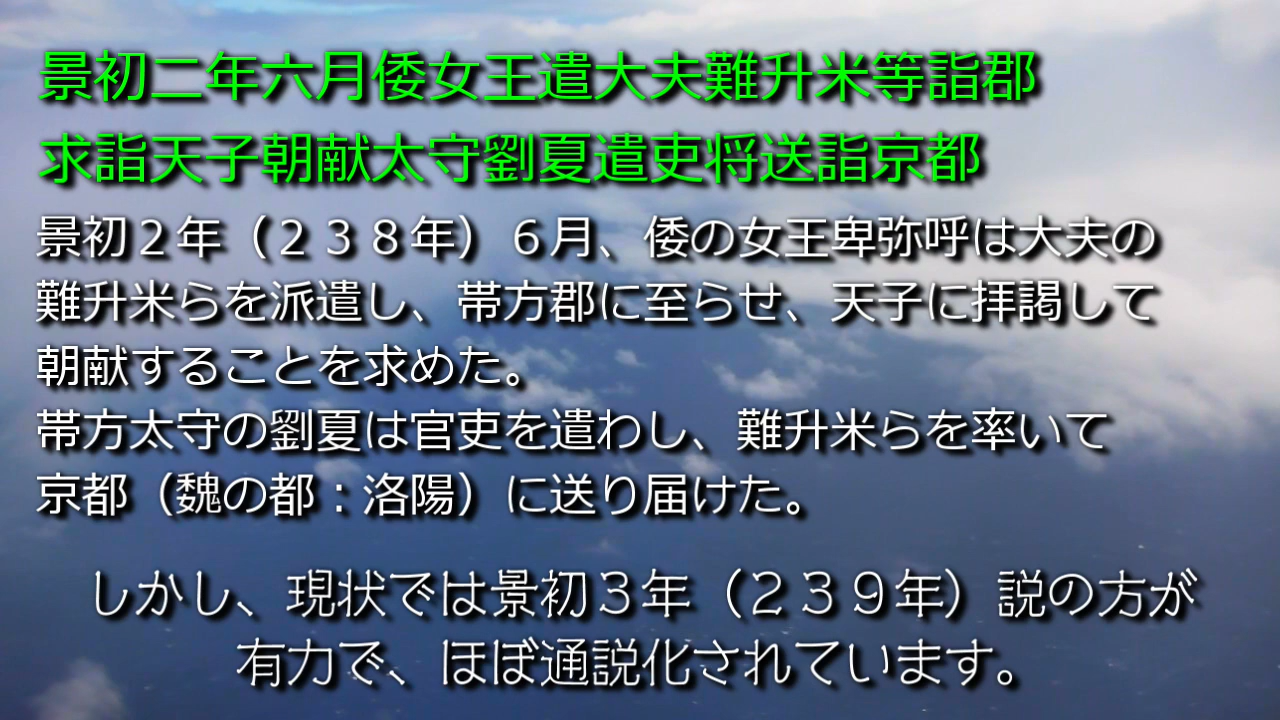 景初二年六月倭女王遣大夫難升米等詣郡
求詣天子朝献太守劉夏遣吏将送詣京都
景初２年（２３８年）６月、倭の女王卑弥呼は大夫の
難升米らを派遣し、帯方郡に至らせ、天子に拝謁して
朝献することを求めた。
帯方太守の劉夏は官吏を遣わし、難升米らを率いて
京都（魏の都：洛陽）に送り届けた。
しかし、現状では景初３年（２３９年）説の方が
有力で、ほぼ通説化されています。